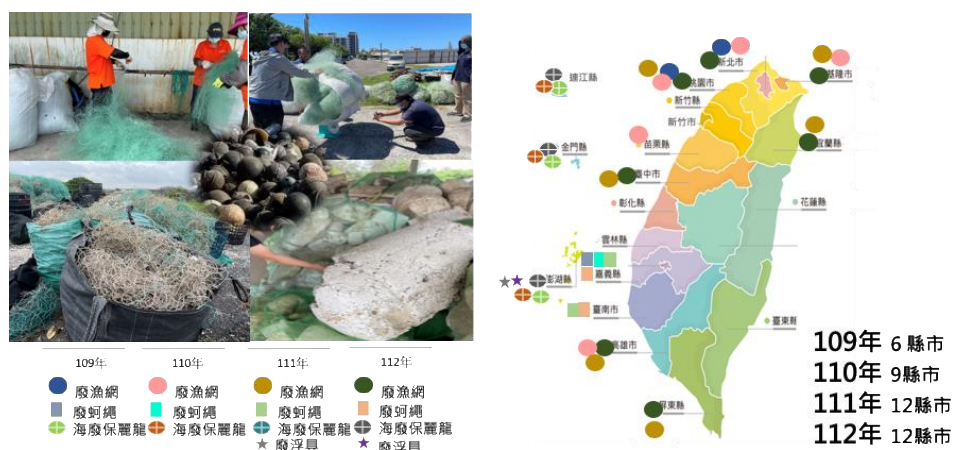 109年 110年 111年 112年
廢漁網 廢漁網 廢漁網 廢漁網
廢蚵繩 廢蚵繩 廢蚵繩 廢蚵繩
海廢保麗龍 海廢保麗龍 海廢保麗龍 海廢保麗龍
廢浮具 廢浮具
連江縣
新北市
基隆市
桃園市
新竹縣
新竹市
宜蘭縣
苗栗縣
金門縣
臺中市
彰化縣
花蓮縣
雲林縣
澎湖縣
嘉義縣
臺南市
臺東縣
高雄市
屏東縣
109年 6縣市
110年 9縣市
111年 12縣市
112年 12縣市